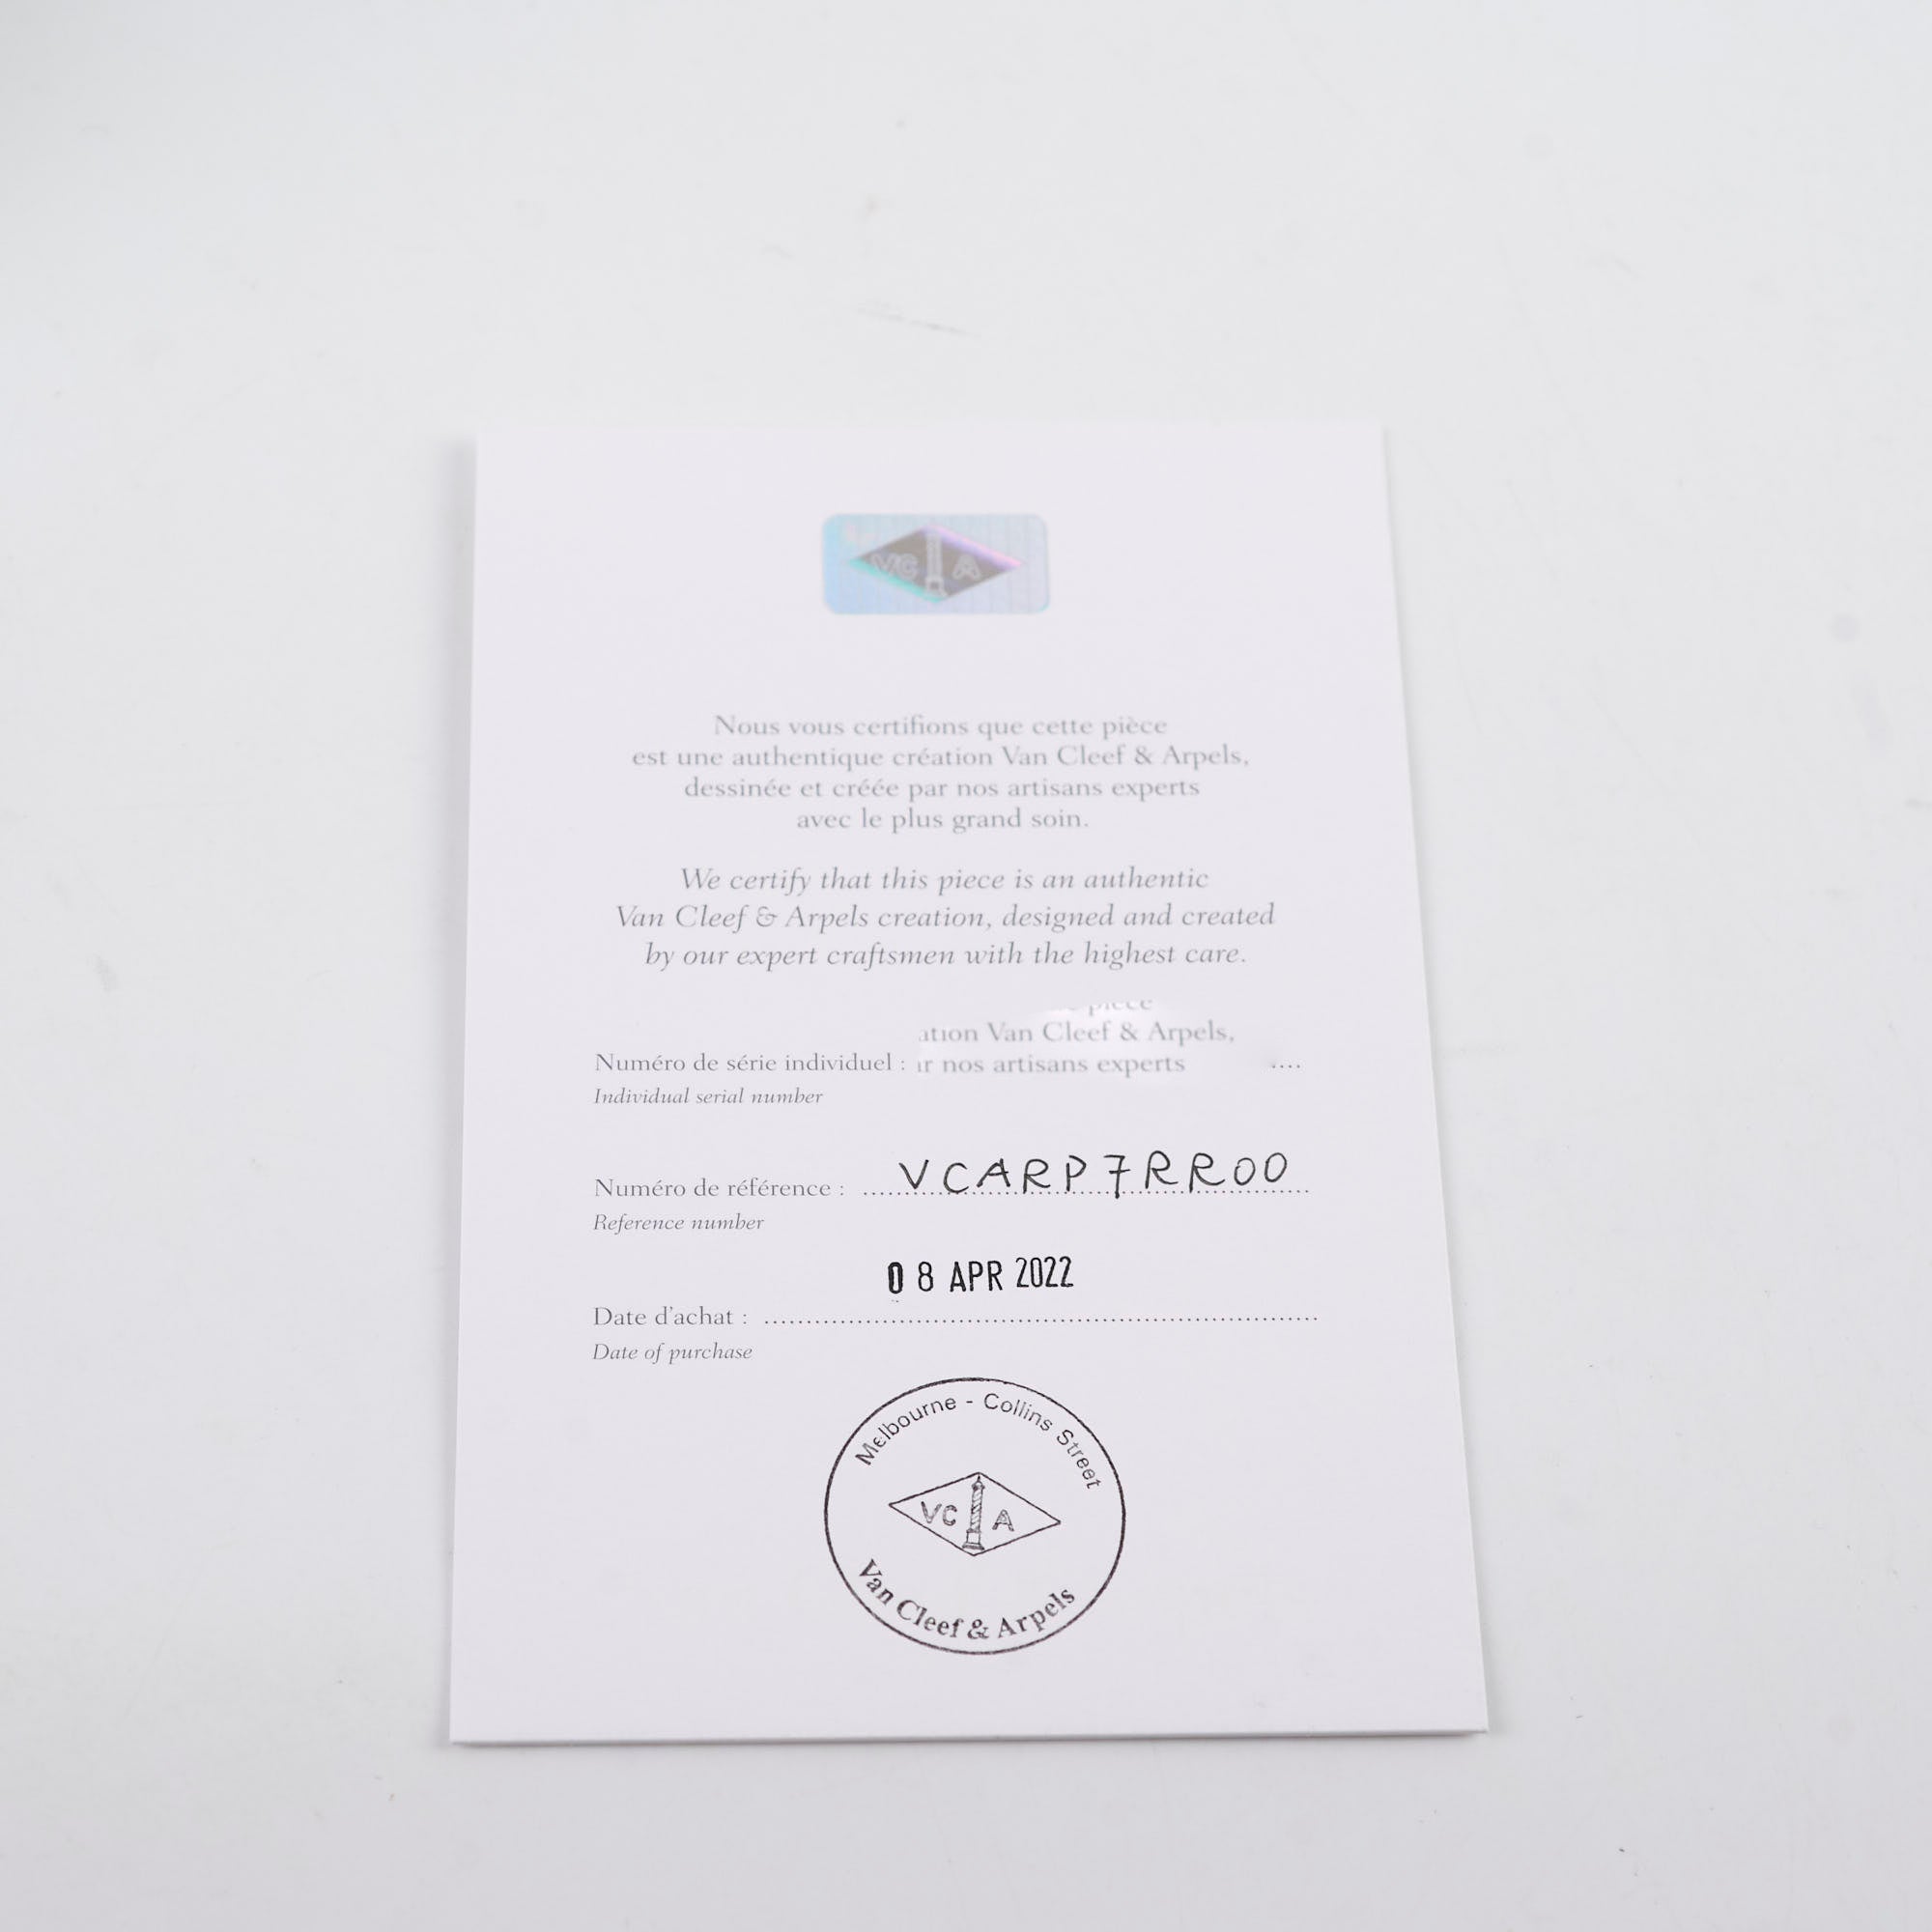 VC A
Nous vous certifions que cette pièce
est une authentique création Van Cleef & Arpels,
dessinée et créée par nos artisans experts
avec le plus grand soin.
We certify that this piece is an authentic
Van Cleef & Arpels creation, designed and created
by our expert craftsmen with the highest care.
pièce
ation Van Cleef & Arpels,
Numéro de série individuel : r nos artisans experts ....
Individual serial number
Numéro de référence : VCARP7RR00
Reference number
08 APR 2022
Date d'achat :
Date of purchase
Melbourne - Collins Street
VC A
Van Cleef & Arpels